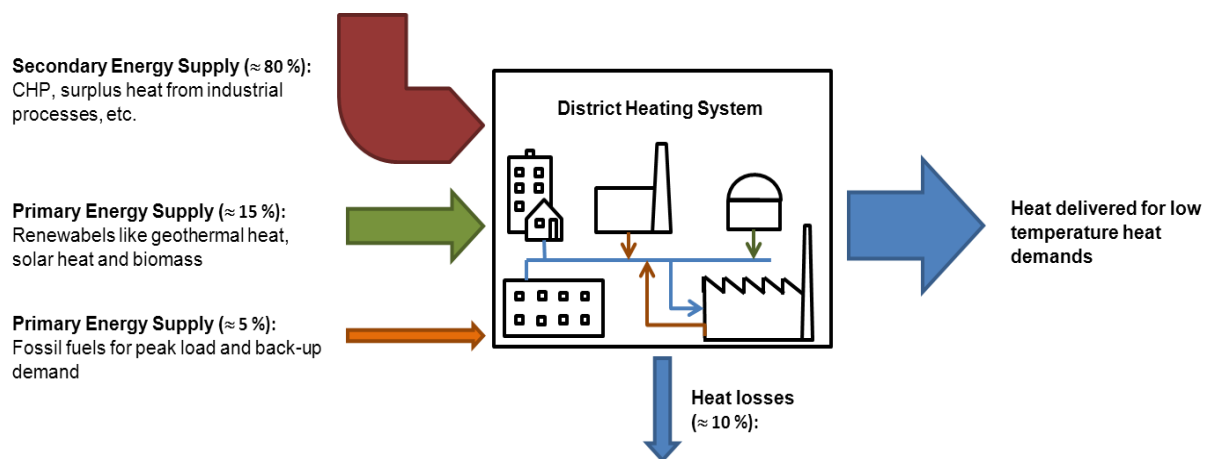 Secondary Energy Supply (≈ 80 %):
CHP, surplus heat from industrial
processes, etc.
District Heating System
Primary Energy Supply (≈ 15 %):
Renewabels like geothermal heat,
solar heat and biomass
Heat delivered for low
temperature heat
demands
Primary Energy Supply (≈ 5 %):
Fossil fuels for peak load and back-up
demand
Heat losses
(≈ 10 %):